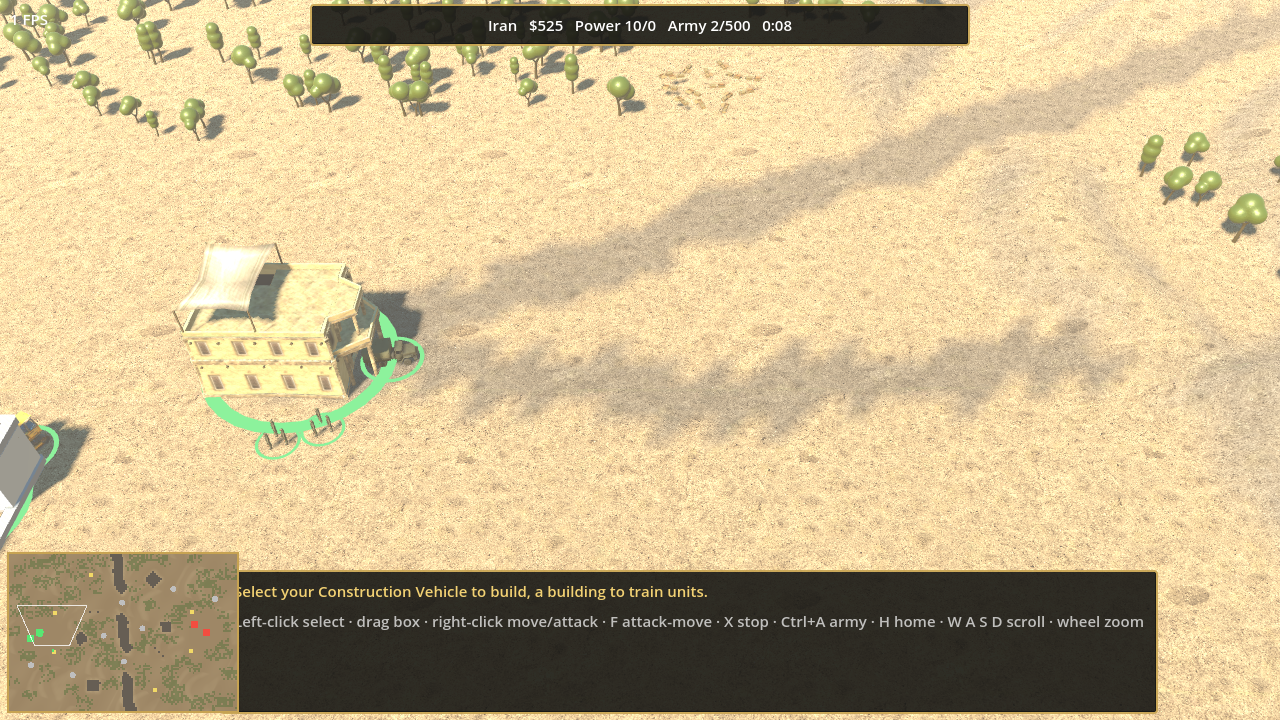 1 FPS
Iran $525 Power 10/0 Army 2/500 0:08
Select your Construction Vehicle to build, a building to train units.
Left-click select · drag box · right-click move/attack · F attack-move · X stop · Ctrl+A army · H home · W A S D scroll · wheel zoom